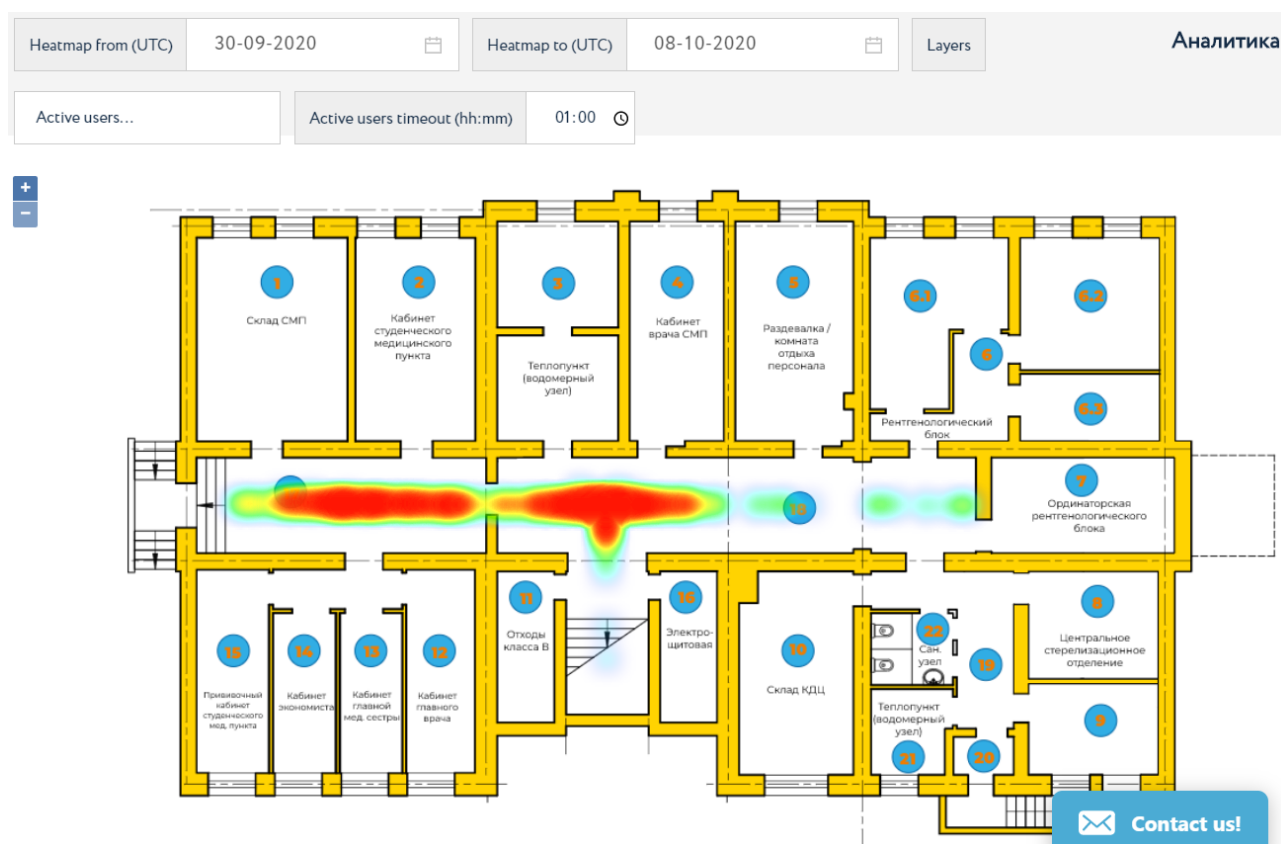 Heatmap from (UTC) 30-09-2020 Heatmap to (UTC) 08-10-2020 Layers Аналитика
Active users... Active users timeout (hh:mm) 01:00
+
−
1
Склад СМП
2
Кабинет
студенческого
медицинского
пункта
3
Теплопункт
(водомерный
узел)
4
Кабинет
врача СМП
5
Раздевалка /
комната
отдыха
персонала
6.1
6.2
6
6.3
Рентгенологический
блок
7
Ординаторская
рентгенологического
блока
18
11
Отходы
класса В
16
Электро-
щитовая
15
Прививочный
кабинет
студенческого
мед. пункта
14
Кабинет
экономиста
13
Кабинет
главной
мед. сестры
12
Кабинет
главного
врача
10
Склад КДЦ
22
Сан.
узел
19
8
Центральное
стерелизационное
отделение
9
Теплопункт
(водомерный
узел)
21
20
Contact us!